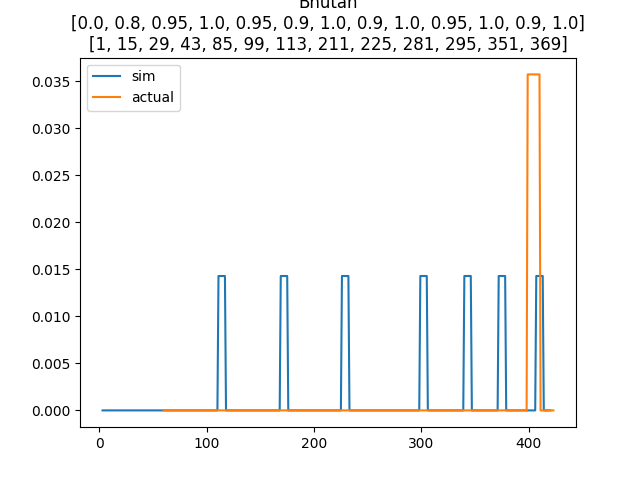 Bhutan
[0.0, 0.8, 0.95, 1.0, 0.95, 0.9, 1.0, 0.9, 1.0, 0.95, 1.0, 0.9, 1.0]
[1, 15, 29, 43, 85, 99, 113, 211, 225, 281, 295, 351, 369]
sim
actual
0.035
0.030
0.025
0.020
0.015
0.010
0.005
0.000
0 100 200 300 400